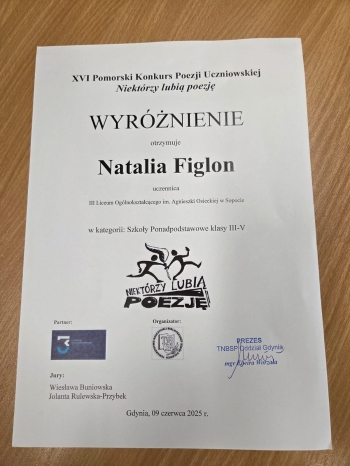 XVI Pomorski Konkurs Poezji Uczniowskiej
Niektórzy lubią poezję
WYRÓŻNIENIE
otrzymuje
Natalia Figlon
uczennica
III Liceum Ogólnokształcącego im. Agnieszki Osieckiej w Sopocie
w kategorii: Szkoły Ponadpodstawowe klasy III-V
NIEKTÓRZY LUBIĄ
POEZJĘ
Partner:
Organizator:
PREZES
TNBSP Oddział Gdynia
mgr
Jury:
Wiesława Buniowska
Jolanta Rulewska-Przybek
Gdynia, 09 czerwca 2025 r.